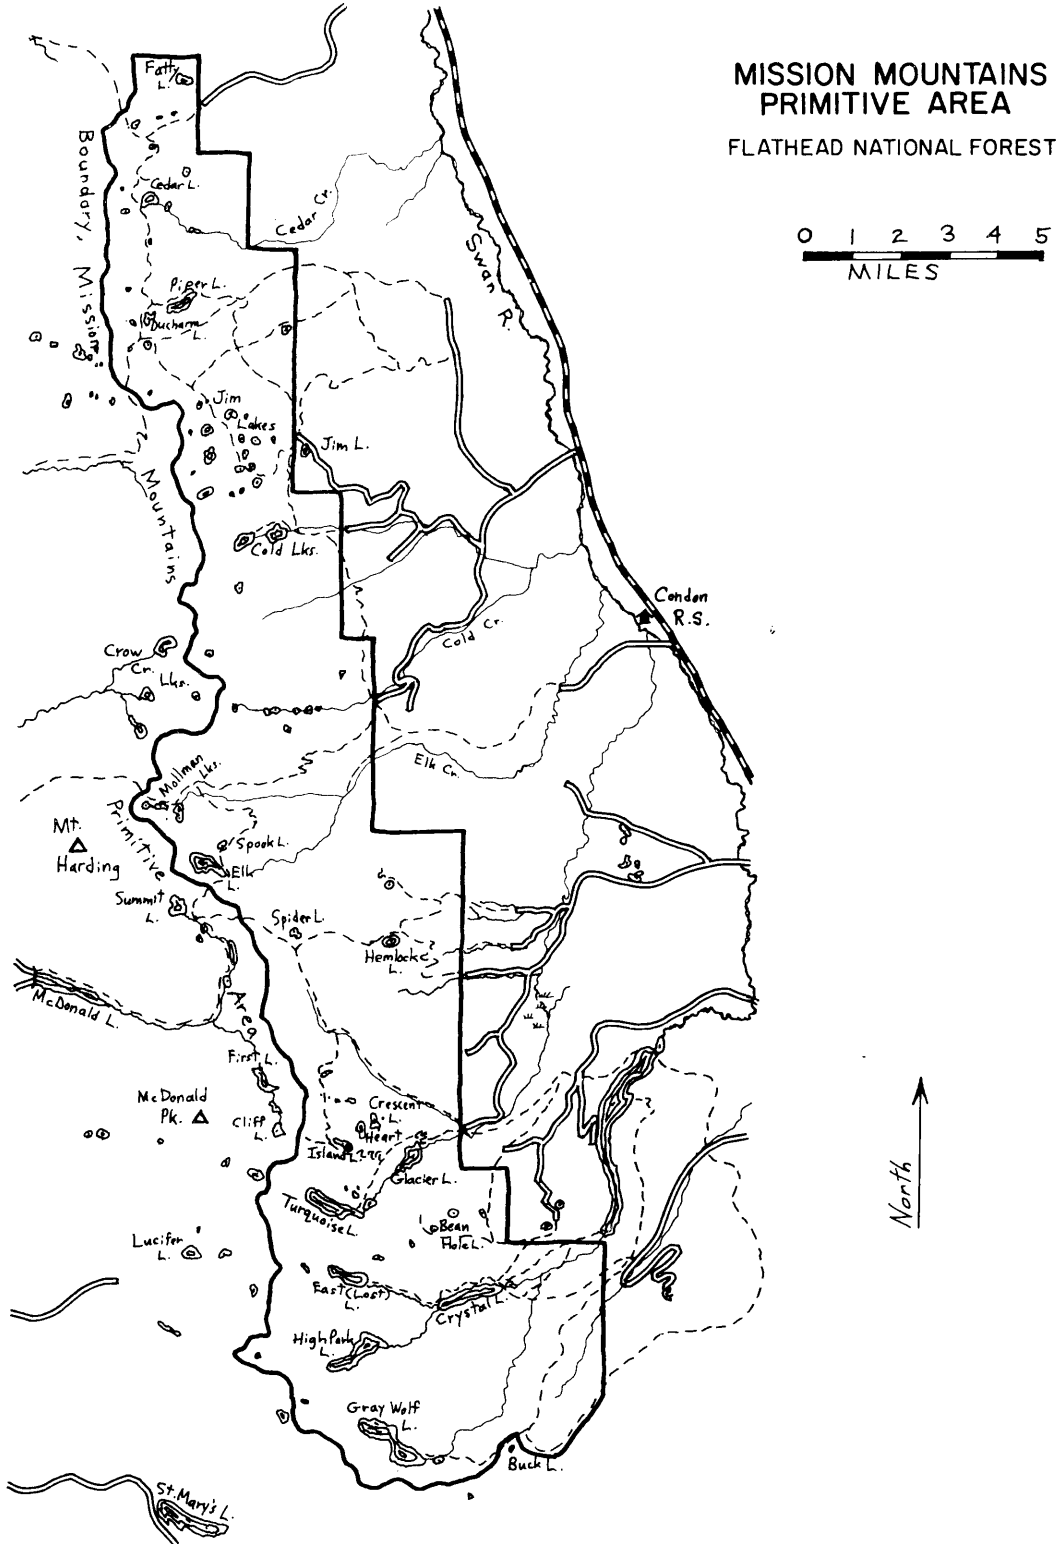 MISSION MOUNTAINS
PRIMITIVE AREA
FLATHEAD NATIONAL FOREST
0 1 2 3 4 5
MILES
Fatty
L.
Boundary, Mission
Mountains
Primitive
Area
Cedar L.
Cedar Cr.
Swan R.
Piper L.
Ducharm
L.
Jim
Lakes
Jim L.
Cold Lks.
Condon
R.S.
Cold Cr.
Crow
Cr.
Lks.
Elk Cr.
Mollman
Lks.
Mt.
Harding
Spook L.
Elk
L.
Summit
L.
Spider L.
Hemlock
L.
McDonald L.
First L.
McDonald
Pk.
Cliff
L.
Crescent
L.
Heart
Island L.
Glacier L.
Turquoise L.
Bean
Hole L.
Lucifer
L.
East (Lost)
L.
Crystal L.
High Park
L.
Gray Wolf
L.
Buck L.
St. Mary's L.
North